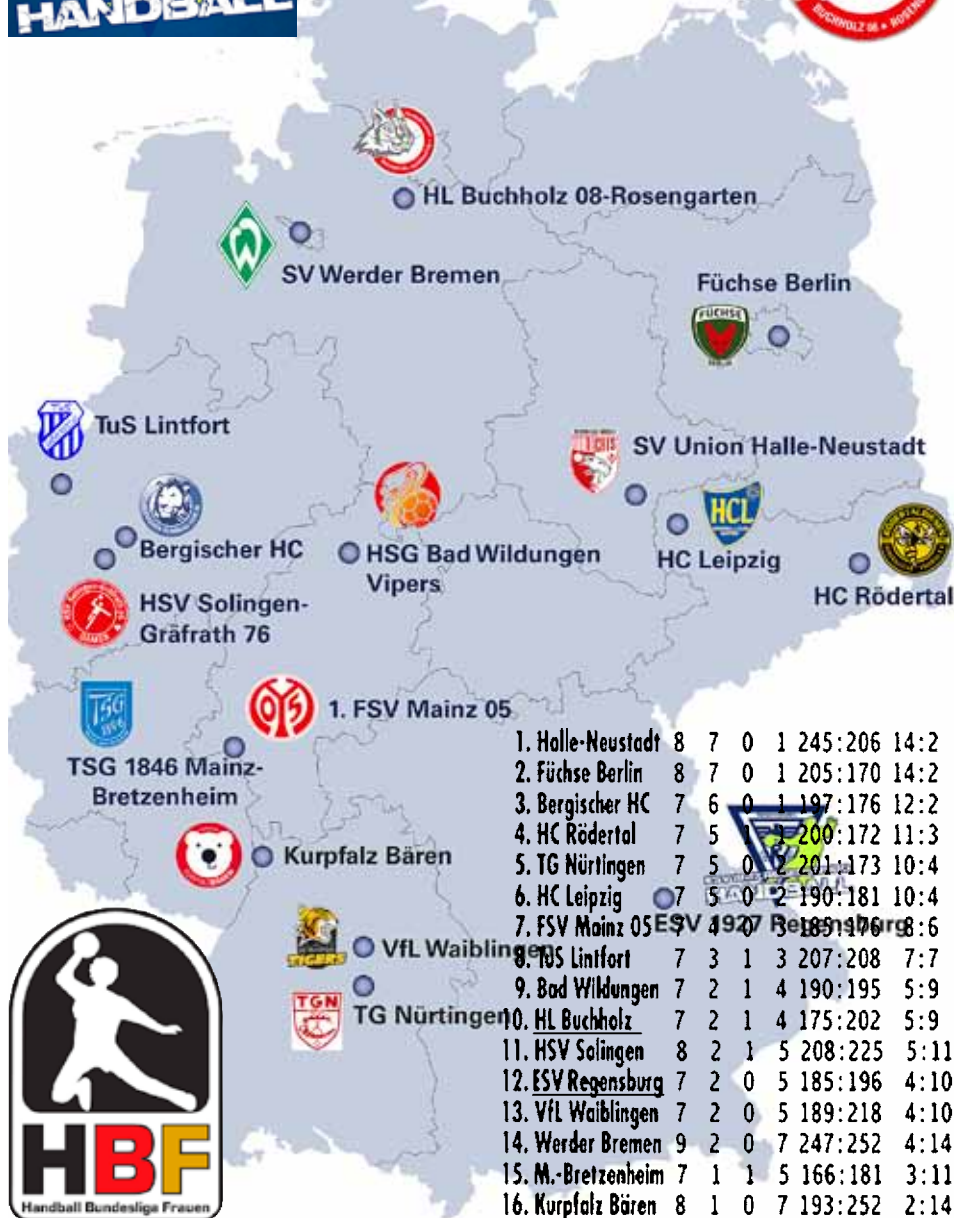 HANDBALL
BUCHHOLZ 08 • ROSENG
HL Buchholz 08-Rosengarten
SV Werder Bremen
Füchse Berlin
FÜCHSE
BERLIN
TuS Lintfort
SV Union Halle-Neustadt
HCL
Bergischer HC
HSG Bad Wildungen
Vipers
HC Leipzig
HC Rödertal
HSV Solingen-
Gräfrath 76
DAMEN
TSG
1846
1. FSV Mainz 05
TSG 1846 Mainz-
Bretzenheim
Kurpfalz Bären
ESV 1927 Regensburg
HANDBALL
VfL Waiblingen
TIGERS
TGN
TG Nürtingen
1. Halle-Neustadt 8 7 0 1 245:206 14:2
2. Füchse Berlin 8 7 0 1 205:170 14:2
3. Bergischer HC 7 6 0 1 197:176 12:2
4. HC Rödertal 7 5 1 1 200:172 11:3
5. TG Nürtingen 7 5 0 2 201:173 10:4
6. HC Leipzig 7 5 0 2 190:181 10:4
7. FSV Mainz 05 7 4 0 3 185:176 8:6
8. TUS Lintfort 7 3 1 3 207:208 7:7
9. Bad Wildungen 7 2 1 4 190:195 5:9
10. HL Buchholz 7 2 1 4 175:202 5:9
11. HSV Solingen 8 2 1 5 208:225 5:11
12. ESV Regensburg 7 2 0 5 185:196 4:10
13. VfL Waiblingen 7 2 0 5 189:218 4:10
14. Werder Bremen 9 2 0 7 247:252 4:14
15. M.-Bretzenheim 7 1 1 5 166:181 3:11
16. Kurpfalz Bären 8 1 0 7 193:252 2:14
HBF
Handball Bundesliga Frauen